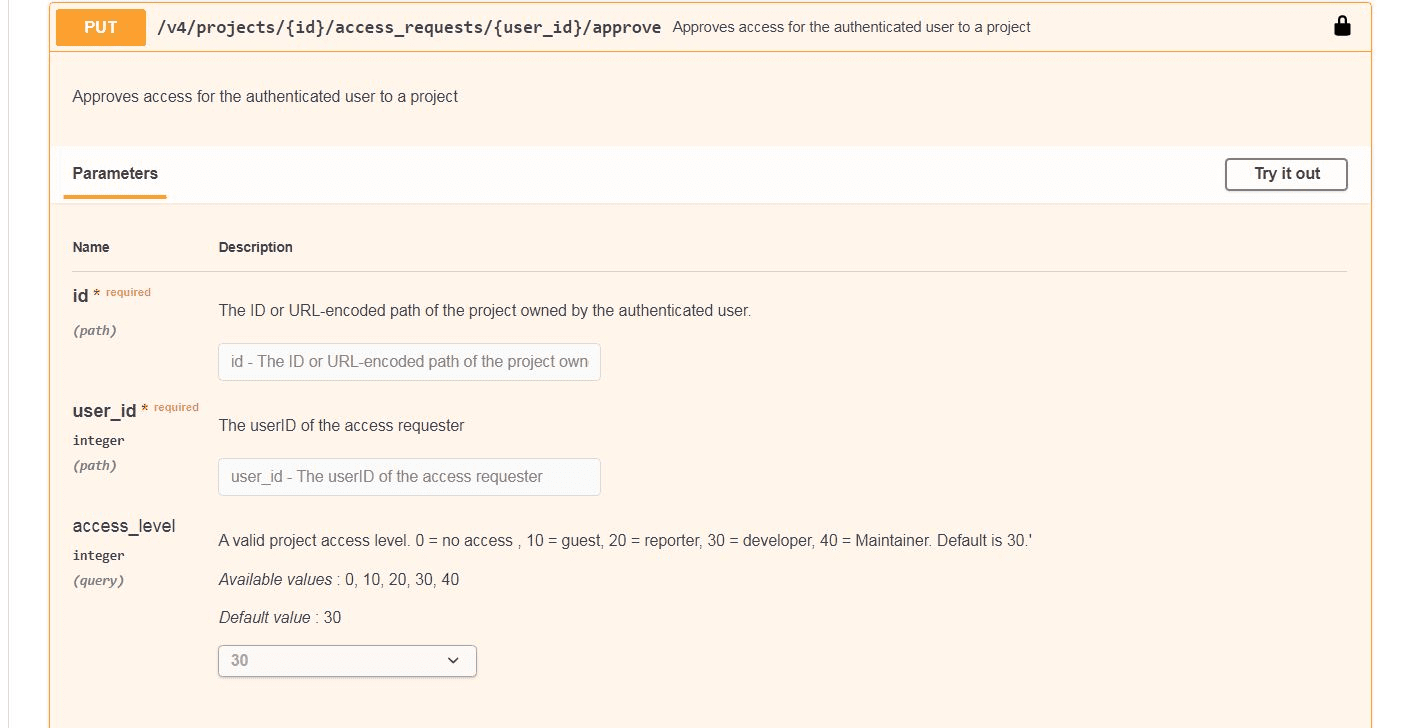 PUT /v4/projects/{id}/access_requests/{user_id}/approve Approves access for the authenticated user to a project
Approves access for the authenticated user to a project
Parameters Try it out
Name Description
id * required
(path)
The ID or URL-encoded path of the project owned by the authenticated user.
id - The ID or URL-encoded path of the project own
user_id * required
integer
(path)
The userID of the access requester
user_id - The userID of the access requester
access_level
integer
(query)
A valid project access level. 0 = no access , 10 = guest, 20 = reporter, 30 = developer, 40 = Maintainer. Default is 30.'
Available values : 0, 10, 20, 30, 40
Default value : 30
30